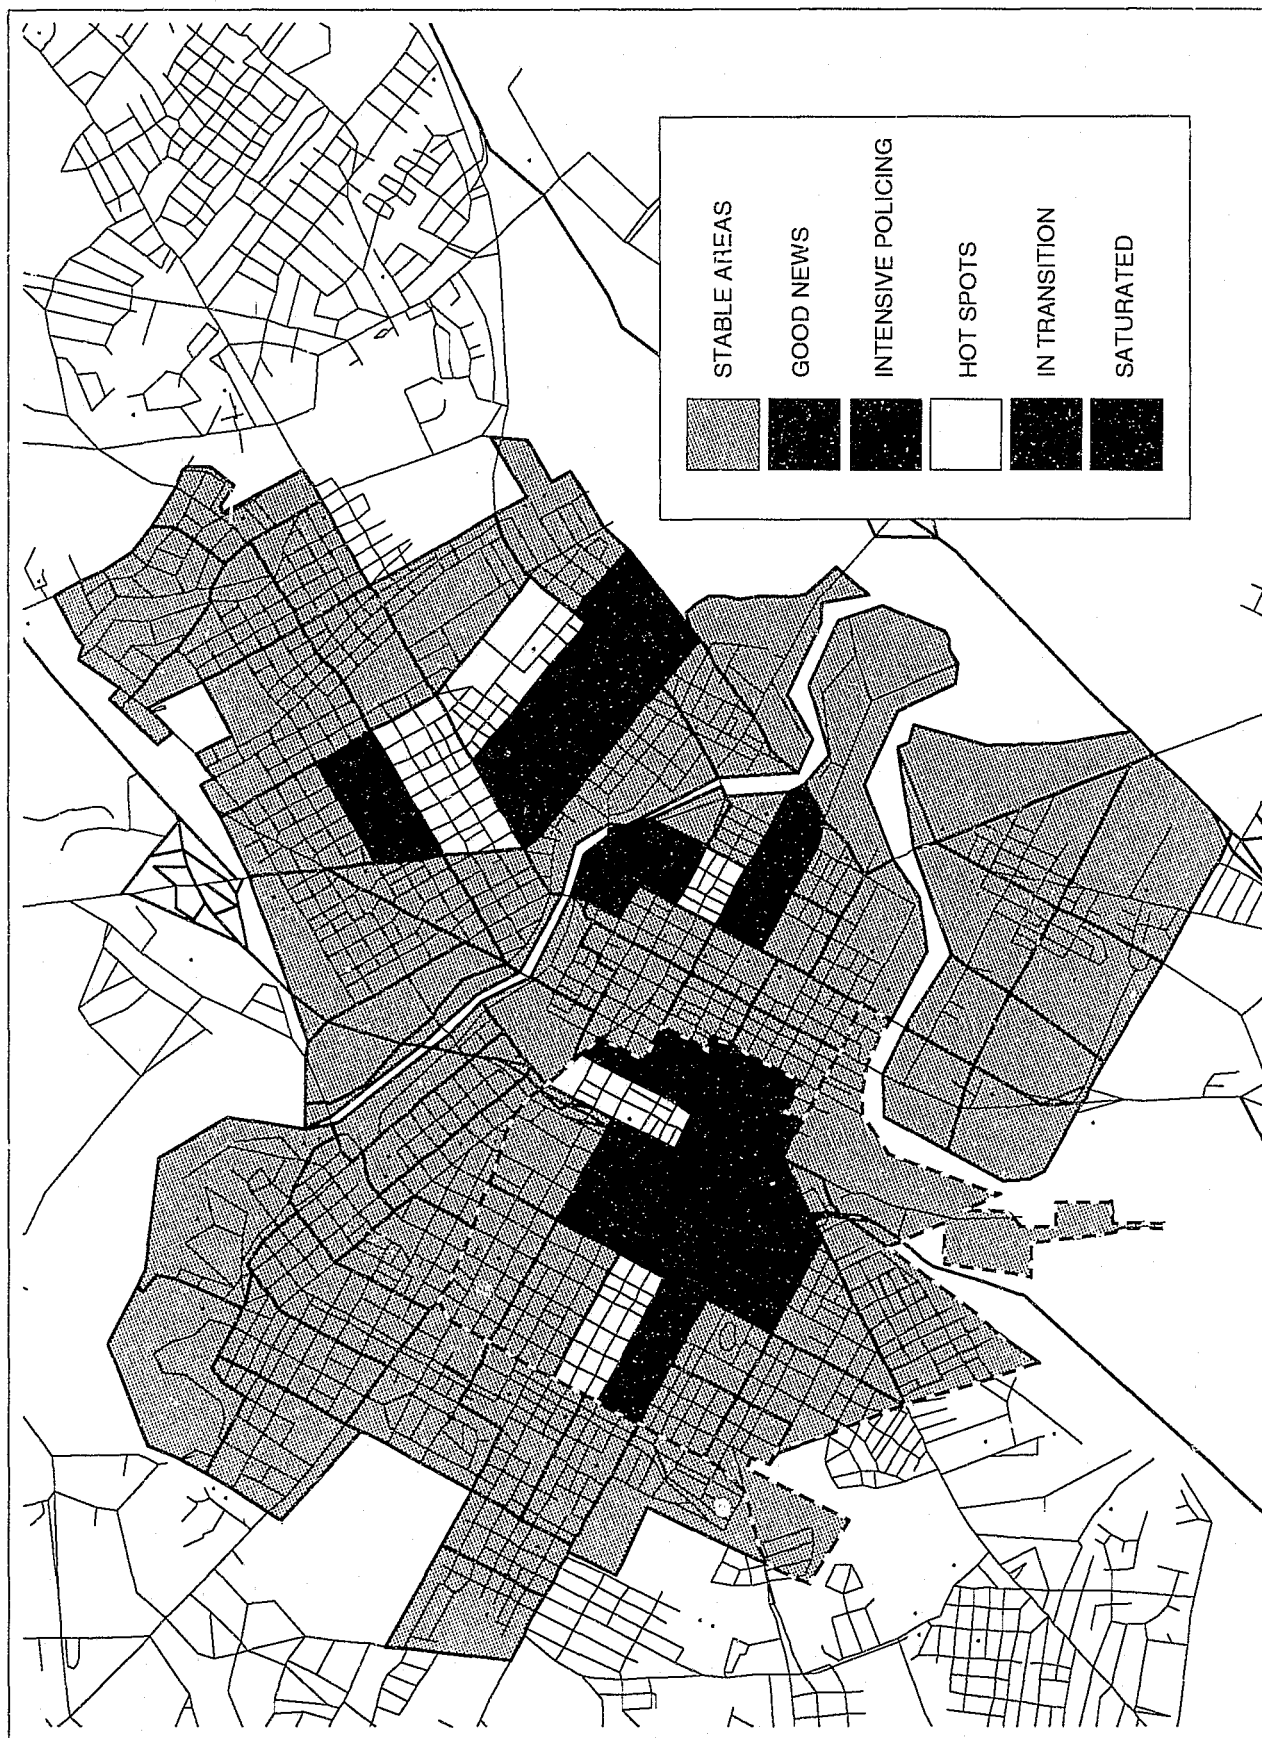 STABLE AREAS
GOOD NEWS
INTENSIVE POLICING
HOT SPOTS
IN TRANSITION
SATURATED